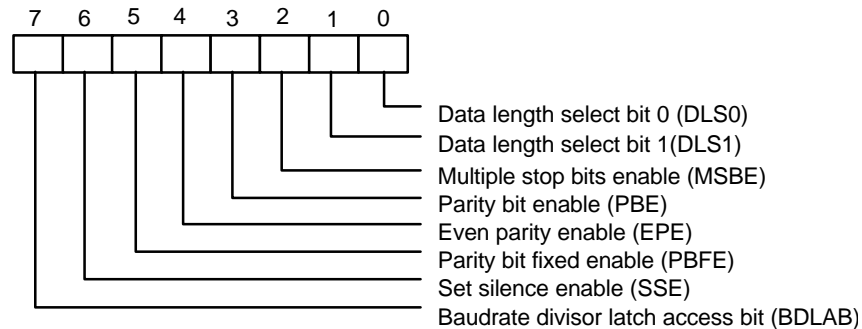 7 6 5 4 3 2 1 0
Data length select bit 0 (DLS0)
Data length select bit 1(DLS1)
Multiple stop bits enable (MSBE)
Parity bit enable (PBE)
Even parity enable (EPE)
Parity bit fixed enable (PBFE)
Set silence enable (SSE)
Baudrate divisor latch access bit (BDLAB)